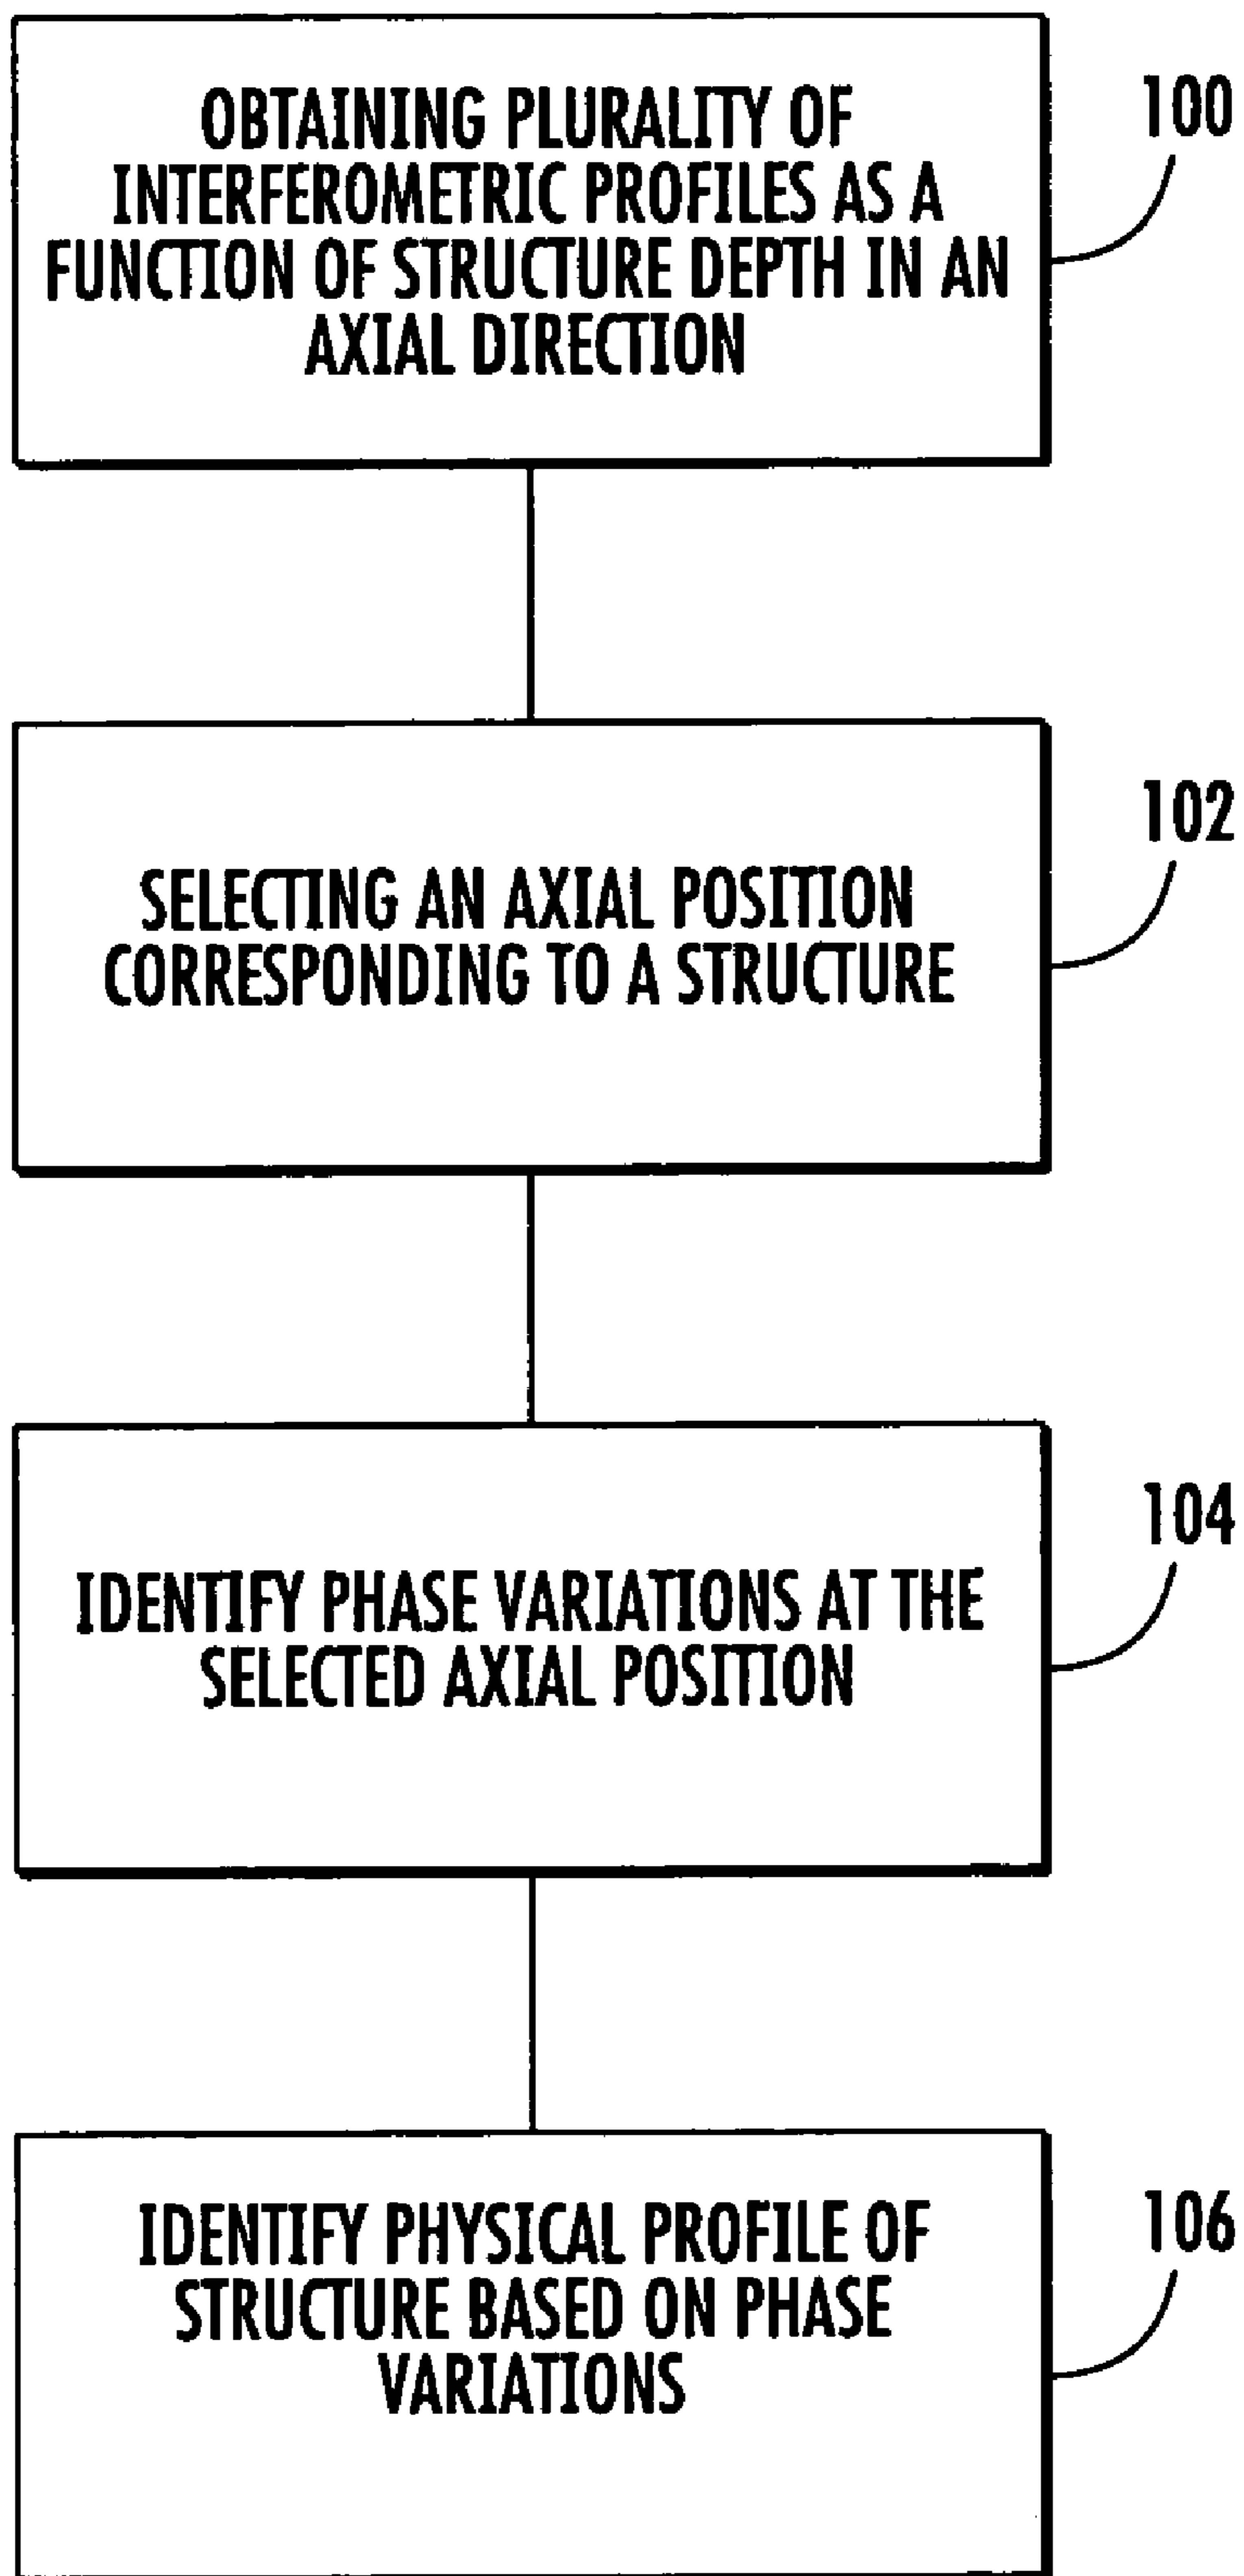 OBTAINING PLURALITY OF
INTERFEROMETRIC PROFILES AS A
FUNCTION OF STRUCTURE DEPTH IN AN
AXIAL DIRECTION
100
SELECTING AN AXIAL POSITION
CORRESPONDING TO A STRUCTURE
102
IDENTIFY PHASE VARIATIONS AT THE
SELECTED AXIAL POSITION
104
IDENTIFY PHYSICAL PROFILE OF
STRUCTURE BASED ON PHASE
VARIATIONS
106